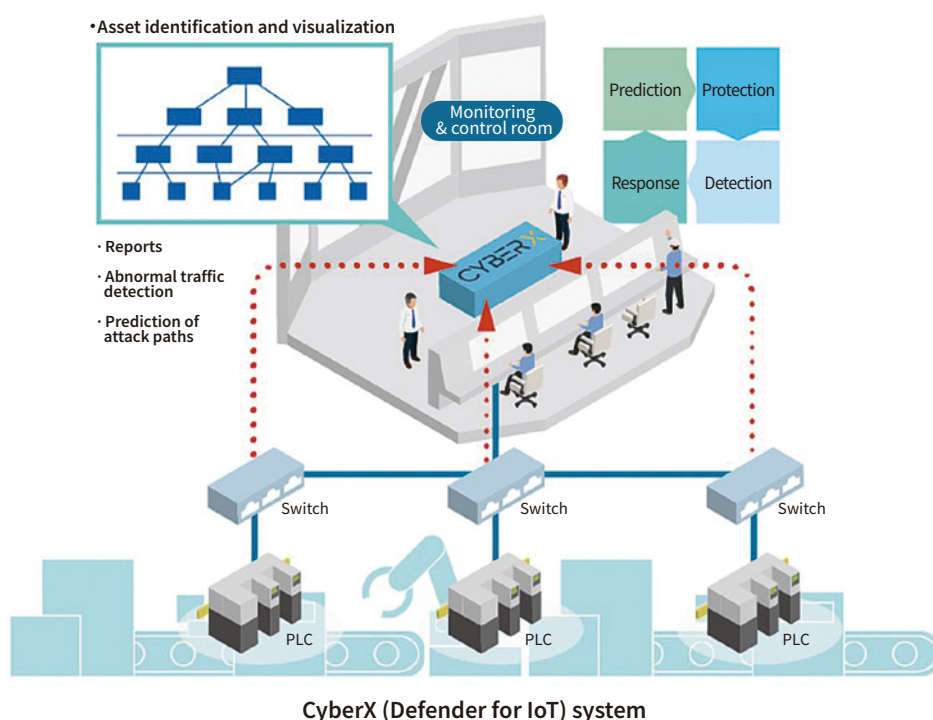 ・Asset identification and visualization
Monitoring
& control room
Prediction
Protection
Response
Detection
CYBERX
· Reports
· Abnormal traffic
detection
· Prediction of
attack paths
Switch
Switch
Switch
PLC
PLC
PLC
CyberX (Defender for IoT) system